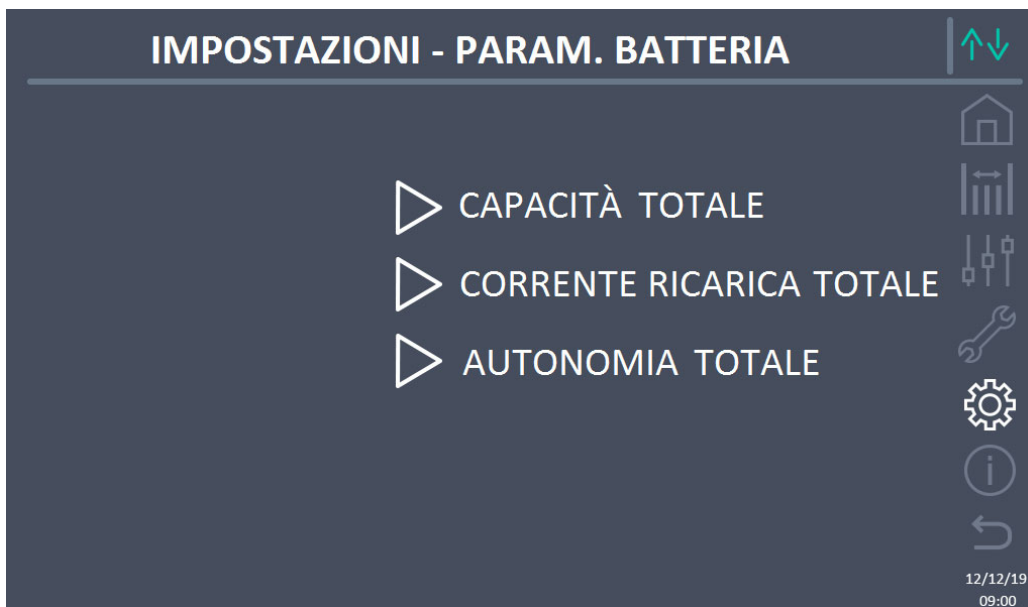 IMPOSTAZIONI - PARAM. BATTERIA
CAPACITÀ TOTALE
CORRENTE RICARICA TOTALE
AUTONOMIA TOTALE
12/12/19
09:00